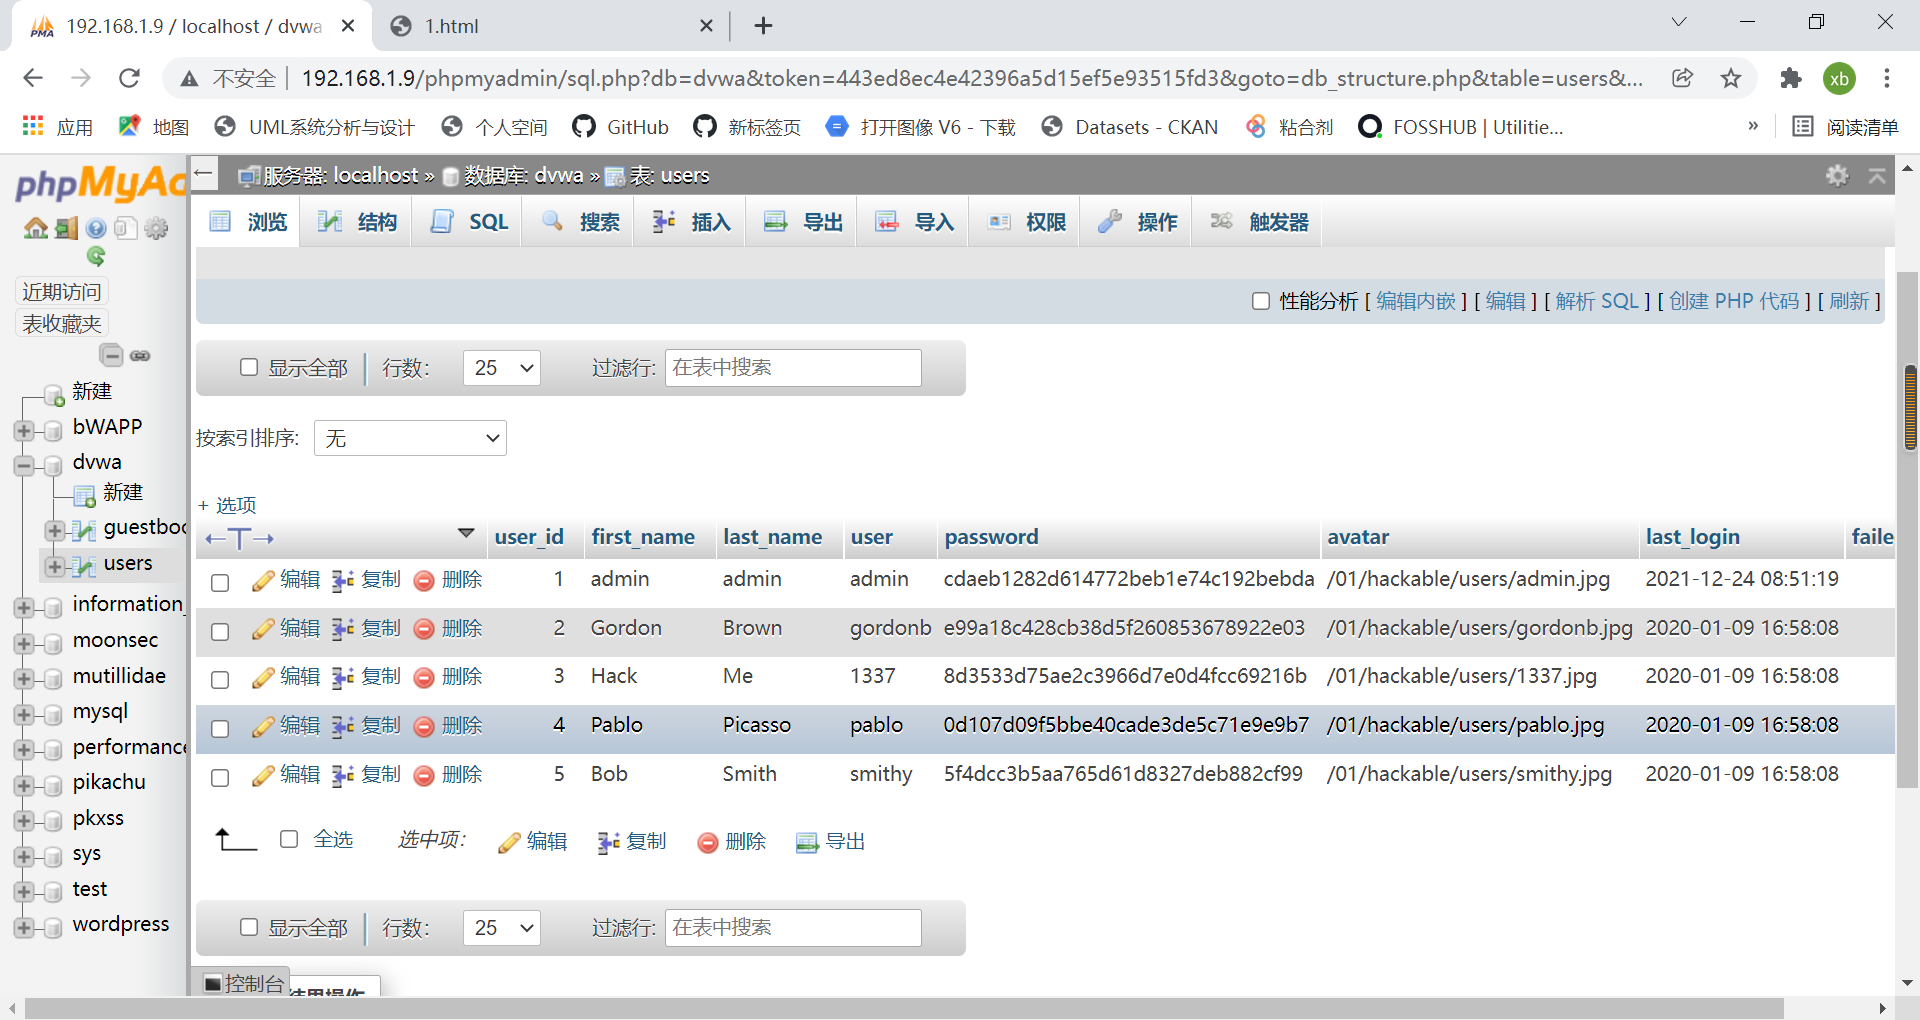 192.168.1.9 / localhost / dvwa
1.html
不安全 192.168.1.9/phpmyadmin/sql.php?db=dvwa&token=443ed8ec4e42396a5d15ef5e93515fd3&goto=db_structure.php&table=users&...
xb
应用 地图 UML系统分析与设计 个人空间 GitHub 新标签页 打开图像 V6 - 下载 Datasets - CKAN 粘合剂 FOSSHUB | Utilitie... » 阅读清单
phpMyAd
近期访问
表收藏夹
新建
bWAPP
dvwa
新建
guestboo
users
information_
moonsec
mutillidae
mysql
performance
pikachu
pkxss
sys
test
wordpress
服务器: localhost » 数据库: dvwa » 表: users
浏览 结构 SQL 搜索 插入 导出 导入 权限 操作 触发器
性能分析 [ 编辑内嵌 ] [ 编辑 ] [ 解析 SQL ] [ 创建 PHP 代码 ] [ 刷新 ]
显示全部 行数: 25 过滤行: 在表中搜索
按索引排序: 无
+ 选项
←T→ user_id first_name last_name user password avatar last_login faile
编辑 复制 删除 1 admin admin admin cdaeb1282d614772beb1e74c192bebda /01/hackable/users/admin.jpg 2021-12-24 08:51:19
编辑 复制 删除 2 Gordon Brown gordonb e99a18c428cb38d5f260853678922e03 /01/hackable/users/gordonb.jpg 2020-01-09 16:58:08
编辑 复制 删除 3 Hack Me 1337 8d3533d75ae2c3966d7e0d4fcc69216b /01/hackable/users/1337.jpg 2020-01-09 16:58:08
编辑 复制 删除 4 Pablo Picasso pablo 0d107d09f5bbe40cade3de5c71e9e9b7 /01/hackable/users/pablo.jpg 2020-01-09 16:58:08
编辑 复制 删除 5 Bob Smith smithy 5f4dcc3b5aa765d61d8327deb882cf99 /01/hackable/users/smithy.jpg 2020-01-09 16:58:08
全选 选中项: 编辑 复制 删除 导出
显示全部 行数: 25 过滤行: 在表中搜索
控制台